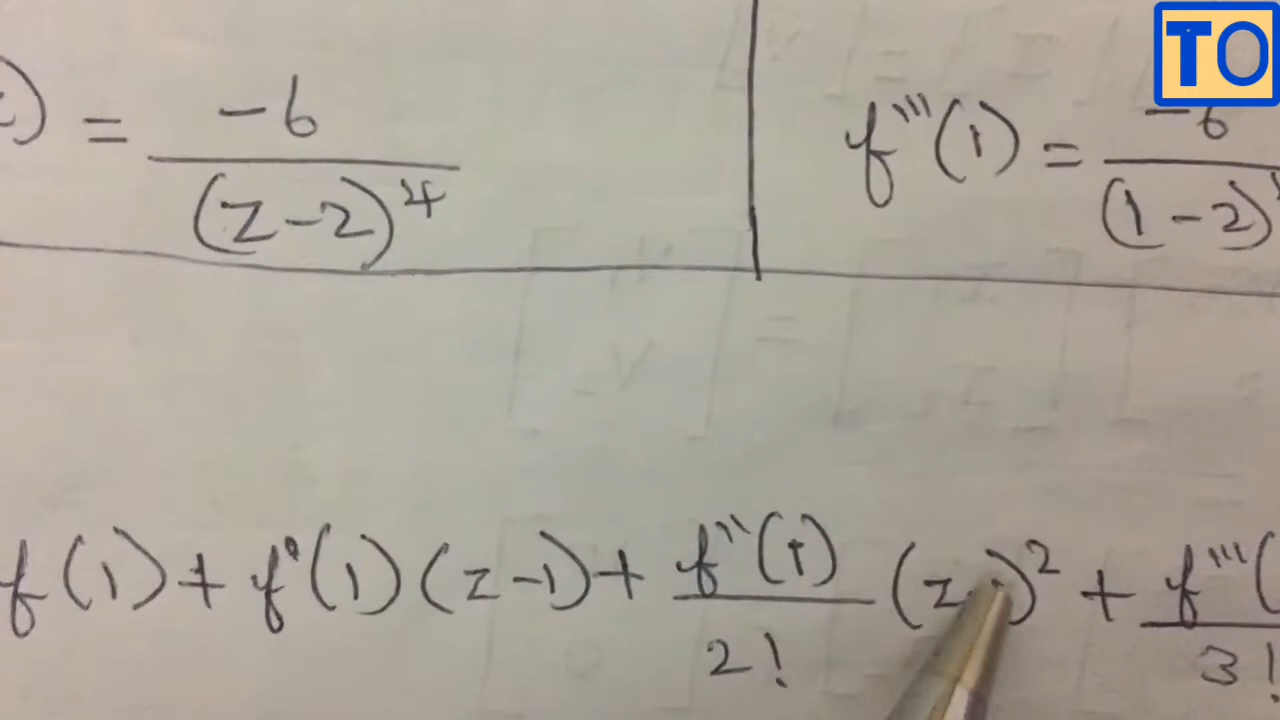 TO
) = -6 / (z-2)^4
f'''(1) = -6 / (1-2)
f(1) + f'(1)(z-1) + f''(1)/2! (z )^2 + f'''( /3!